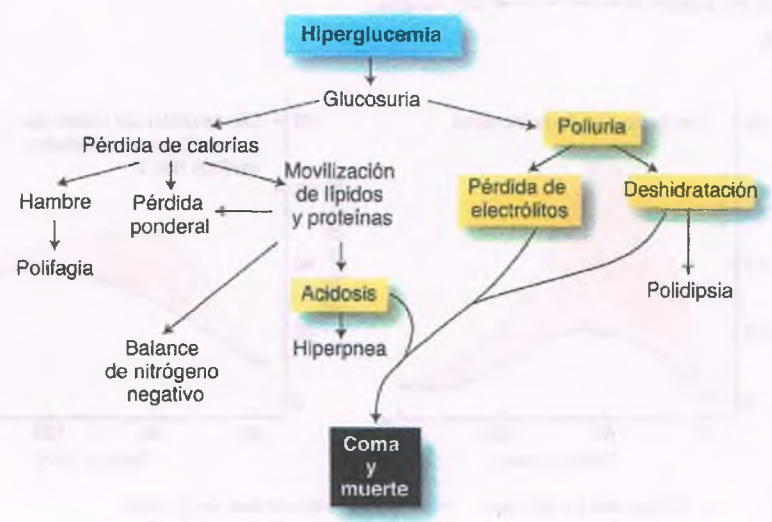 Hiperglucemia
Glucosuria
Pérdida de calorías
Poliuria
Hambre
Pérdida
ponderal
Movilización
de lípidos
y proteínas
Pérdida de
electrólitos
Deshidratación
Polifagia
Acidosis
Polidipsia
Hiperpnea
Balance
de nitrógeno
negativo
Coma
y
muerte